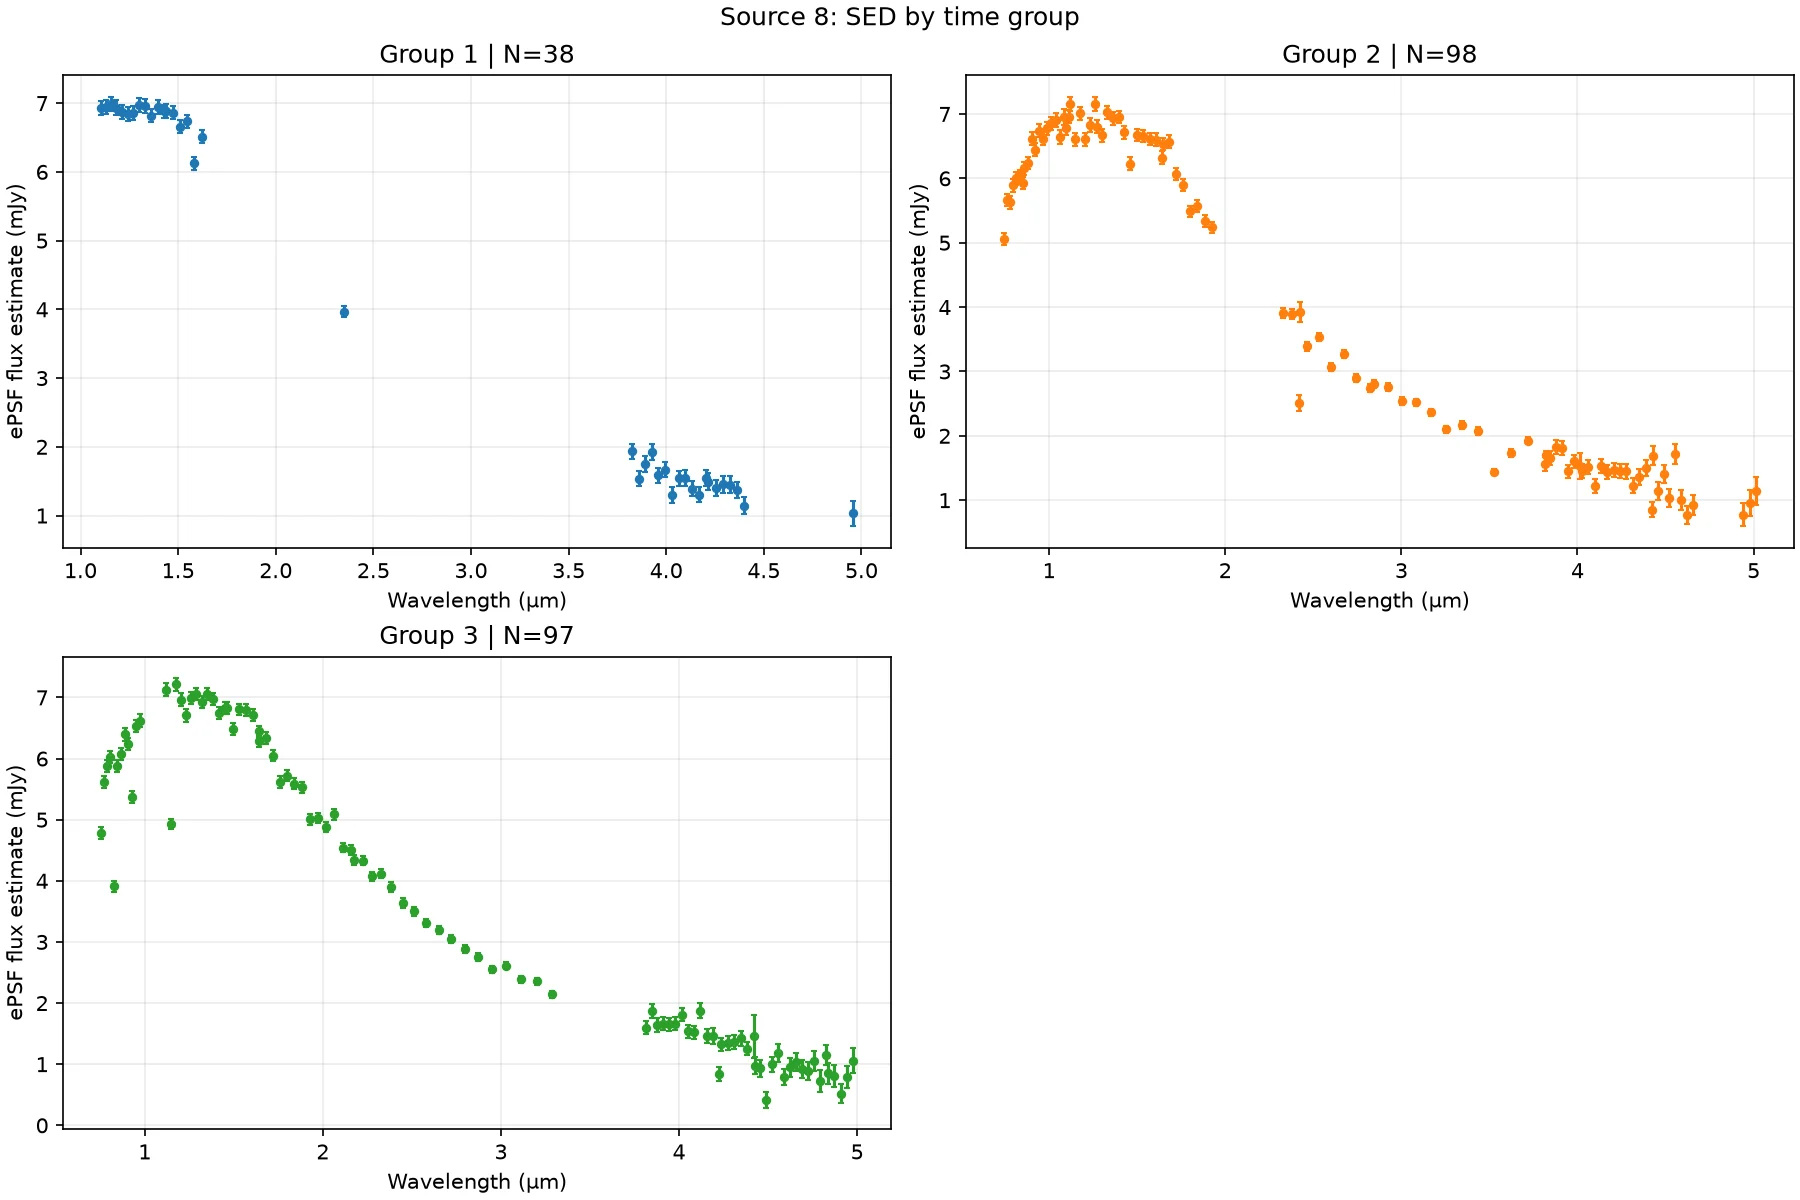 Source 8: SED by time group
Group 1 | N=38
ePSF flux estimate (mJy)
7
6
5
4
3
2
1
1.0 1.5 2.0 2.5 3.0 3.5 4.0 4.5 5.0
Wavelength (µm)
Group 2 | N=98
ePSF flux estimate (mJy)
7
6
5
4
3
2
1
1 2 3 4 5
Wavelength (µm)
Group 3 | N=97
ePSF flux estimate (mJy)
7
6
5
4
3
2
1
0
1 2 3 4 5
Wavelength (µm)